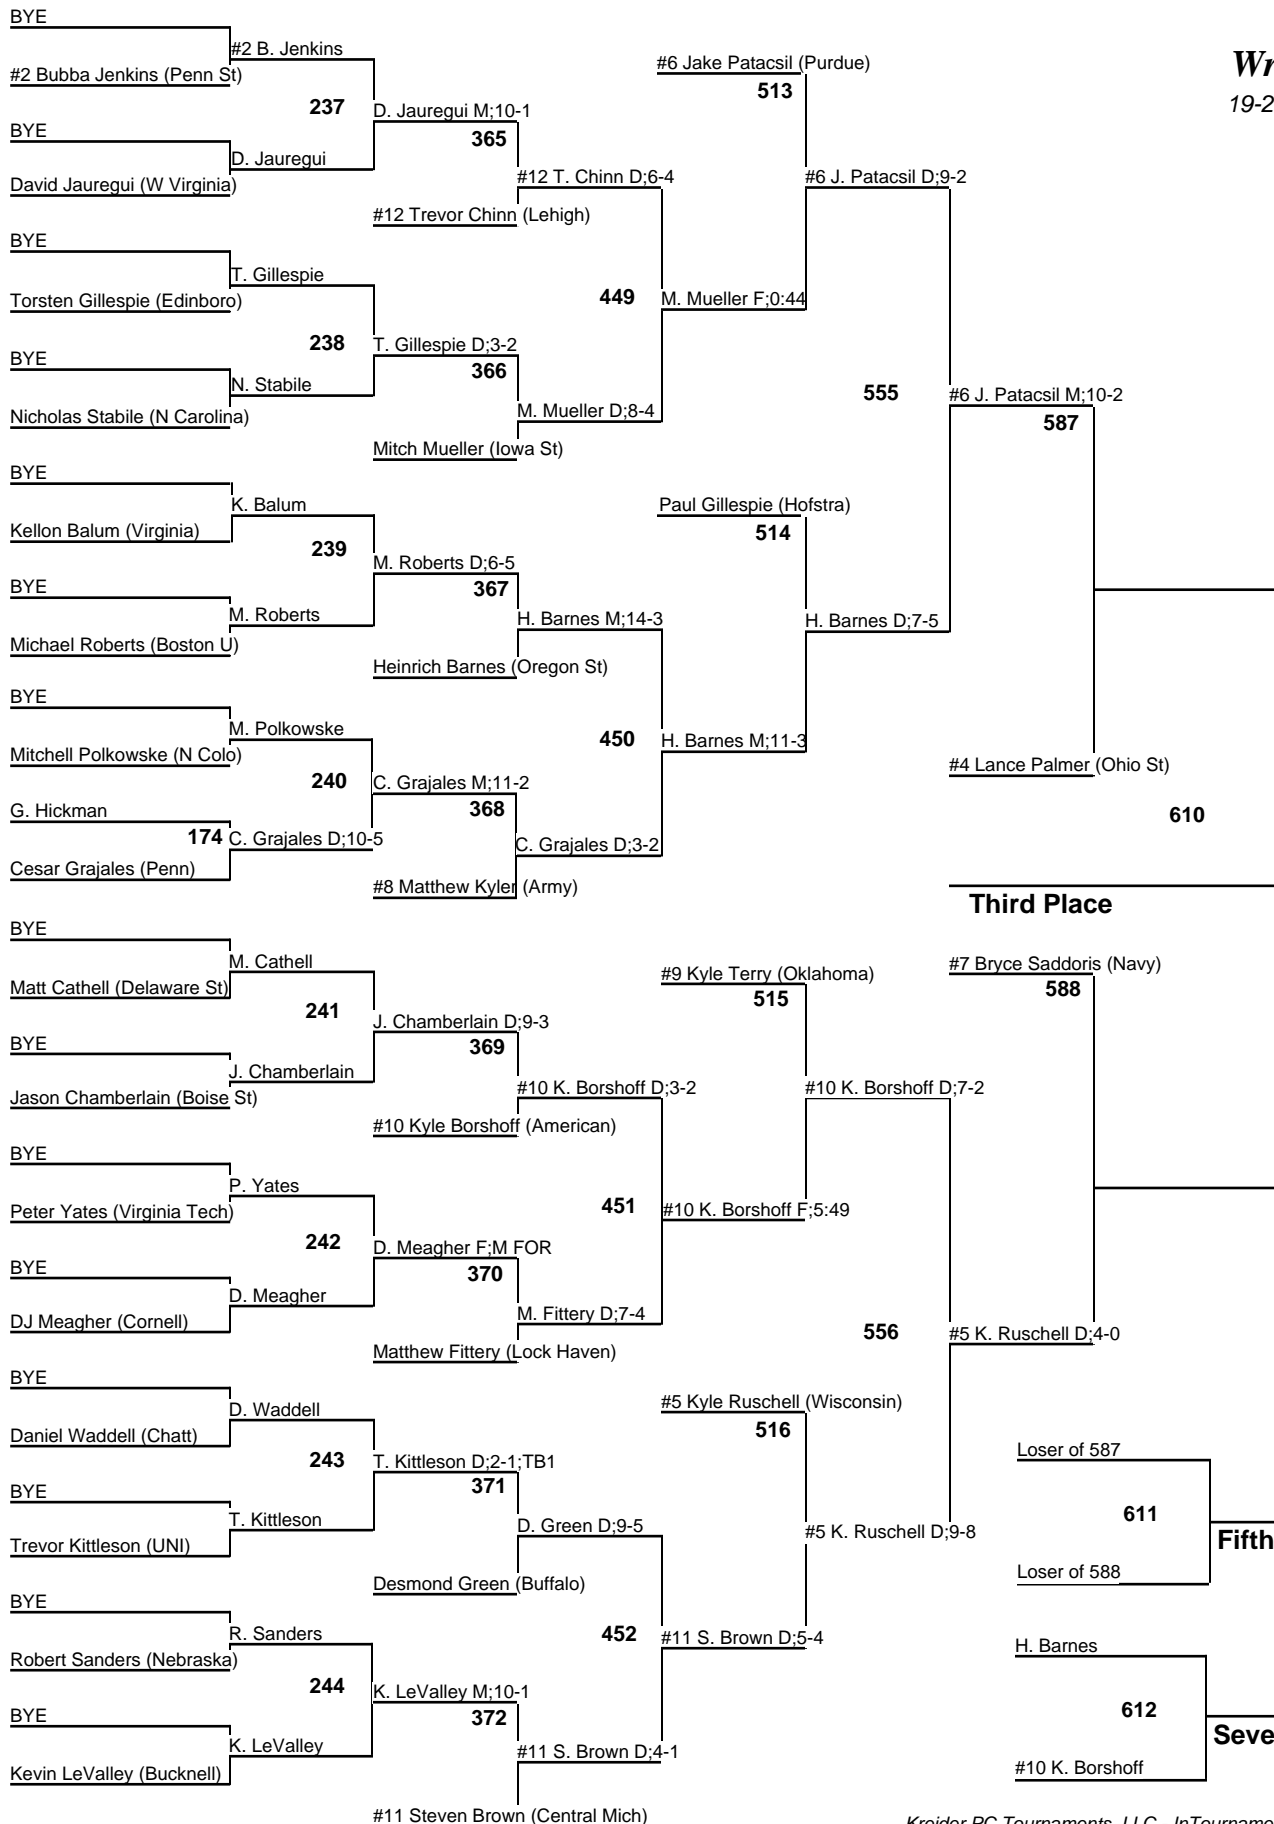 BYE
#2 B. Jenkins
#2 Bubba Jenkins (Penn St)
237
D. Jauregui M;10-1
365
BYE
D. Jauregui
David Jauregui (W Virginia)
#12 T. Chinn D;6-4
#12 Trevor Chinn (Lehigh)
#6 Jake Patacsil (Purdue)
513
#6 J. Patacsil D;9-2
BYE
T. Gillespie
Torsten Gillespie (Edinboro)
449
M. Mueller F;0:44
238
T. Gillespie D;3-2
366
BYE
N. Stabile
Nicholas Stabile (N Carolina)
M. Mueller D;8-4
Mitch Mueller (Iowa St)
555
#6 J. Patacsil M;10-2
587
BYE
K. Balum
Kellon Balum (Virginia)
239
M. Roberts D;6-5
367
Paul Gillespie (Hofstra)
514
BYE
M. Roberts
Michael Roberts (Boston U)
H. Barnes M;14-3
Heinrich Barnes (Oregon St)
H. Barnes D;7-5
BYE
M. Polkowske
Mitchell Polkowske (N Colo)
450
H. Barnes M;11-3
#4 Lance Palmer (Ohio St)
240
C. Grajales M;11-2
368
G. Hickman
174
C. Grajales D;10-5
Cesar Grajales (Penn)
C. Grajales D;3-2
#8 Matthew Kyler (Army)
610
Third Place
BYE
M. Cathell
Matt Cathell (Delaware St)
241
J. Chamberlain D;9-3
369
#9 Kyle Terry (Oklahoma)
515
#7 Bryce Saddoris (Navy)
588
BYE
J. Chamberlain
Jason Chamberlain (Boise St)
#10 K. Borshoff D;3-2
#10 Kyle Borshoff (American)
#10 K. Borshoff D;7-2
BYE
P. Yates
Peter Yates (Virginia Tech)
451
#10 K. Borshoff F;5:49
242
D. Meagher F;M FOR
370
BYE
D. Meagher
DJ Meagher (Cornell)
M. Fittery D;7-4
Matthew Fittery (Lock Haven)
556
#5 K. Ruschell D;4-0
BYE
D. Waddell
Daniel Waddell (Chatt)
#5 Kyle Ruschell (Wisconsin)
516
243
T. Kittleson D;2-1;TB1
371
BYE
T. Kittleson
Trevor Kittleson (UNI)
D. Green D;9-5
Desmond Green (Buffalo)
#5 K. Ruschell D;9-8
Loser of 587
611
Fifth
Loser of 588
BYE
R. Sanders
Robert Sanders (Nebraska)
452
#11 S. Brown D;5-4
244
K. LeValley M;10-1
372
BYE
K. LeValley
Kevin LeValley (Bucknell)
#11 S. Brown D;4-1
#11 Steven Brown (Central Mich)
H. Barnes
612
Seve
#10 K. Borshoff
Wr
19-2